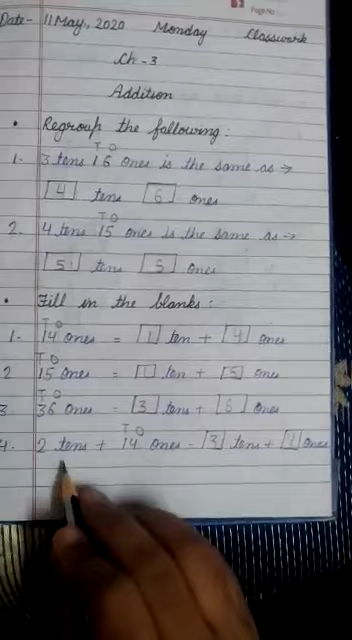 Page No
Date- 11 May, 2020 Monday Classwork
Ch-3
Addition
• Regroup the following:
T O
1. 3 tens 16 ones is the same as →
[4] tens [6] ones
T O
2. 4 tens 15 ones is the same as →
[5] tens [5] ones
• Fill in the blanks:
T O
1. 14 ones = [1] ten + [4] ones
T O
2 15 ones = [1] ten + [5] ones
T O
3. 36 ones = [3] tens + [6] ones
T O
4. 2 tens + 14 ones = [3] tens + [] ones